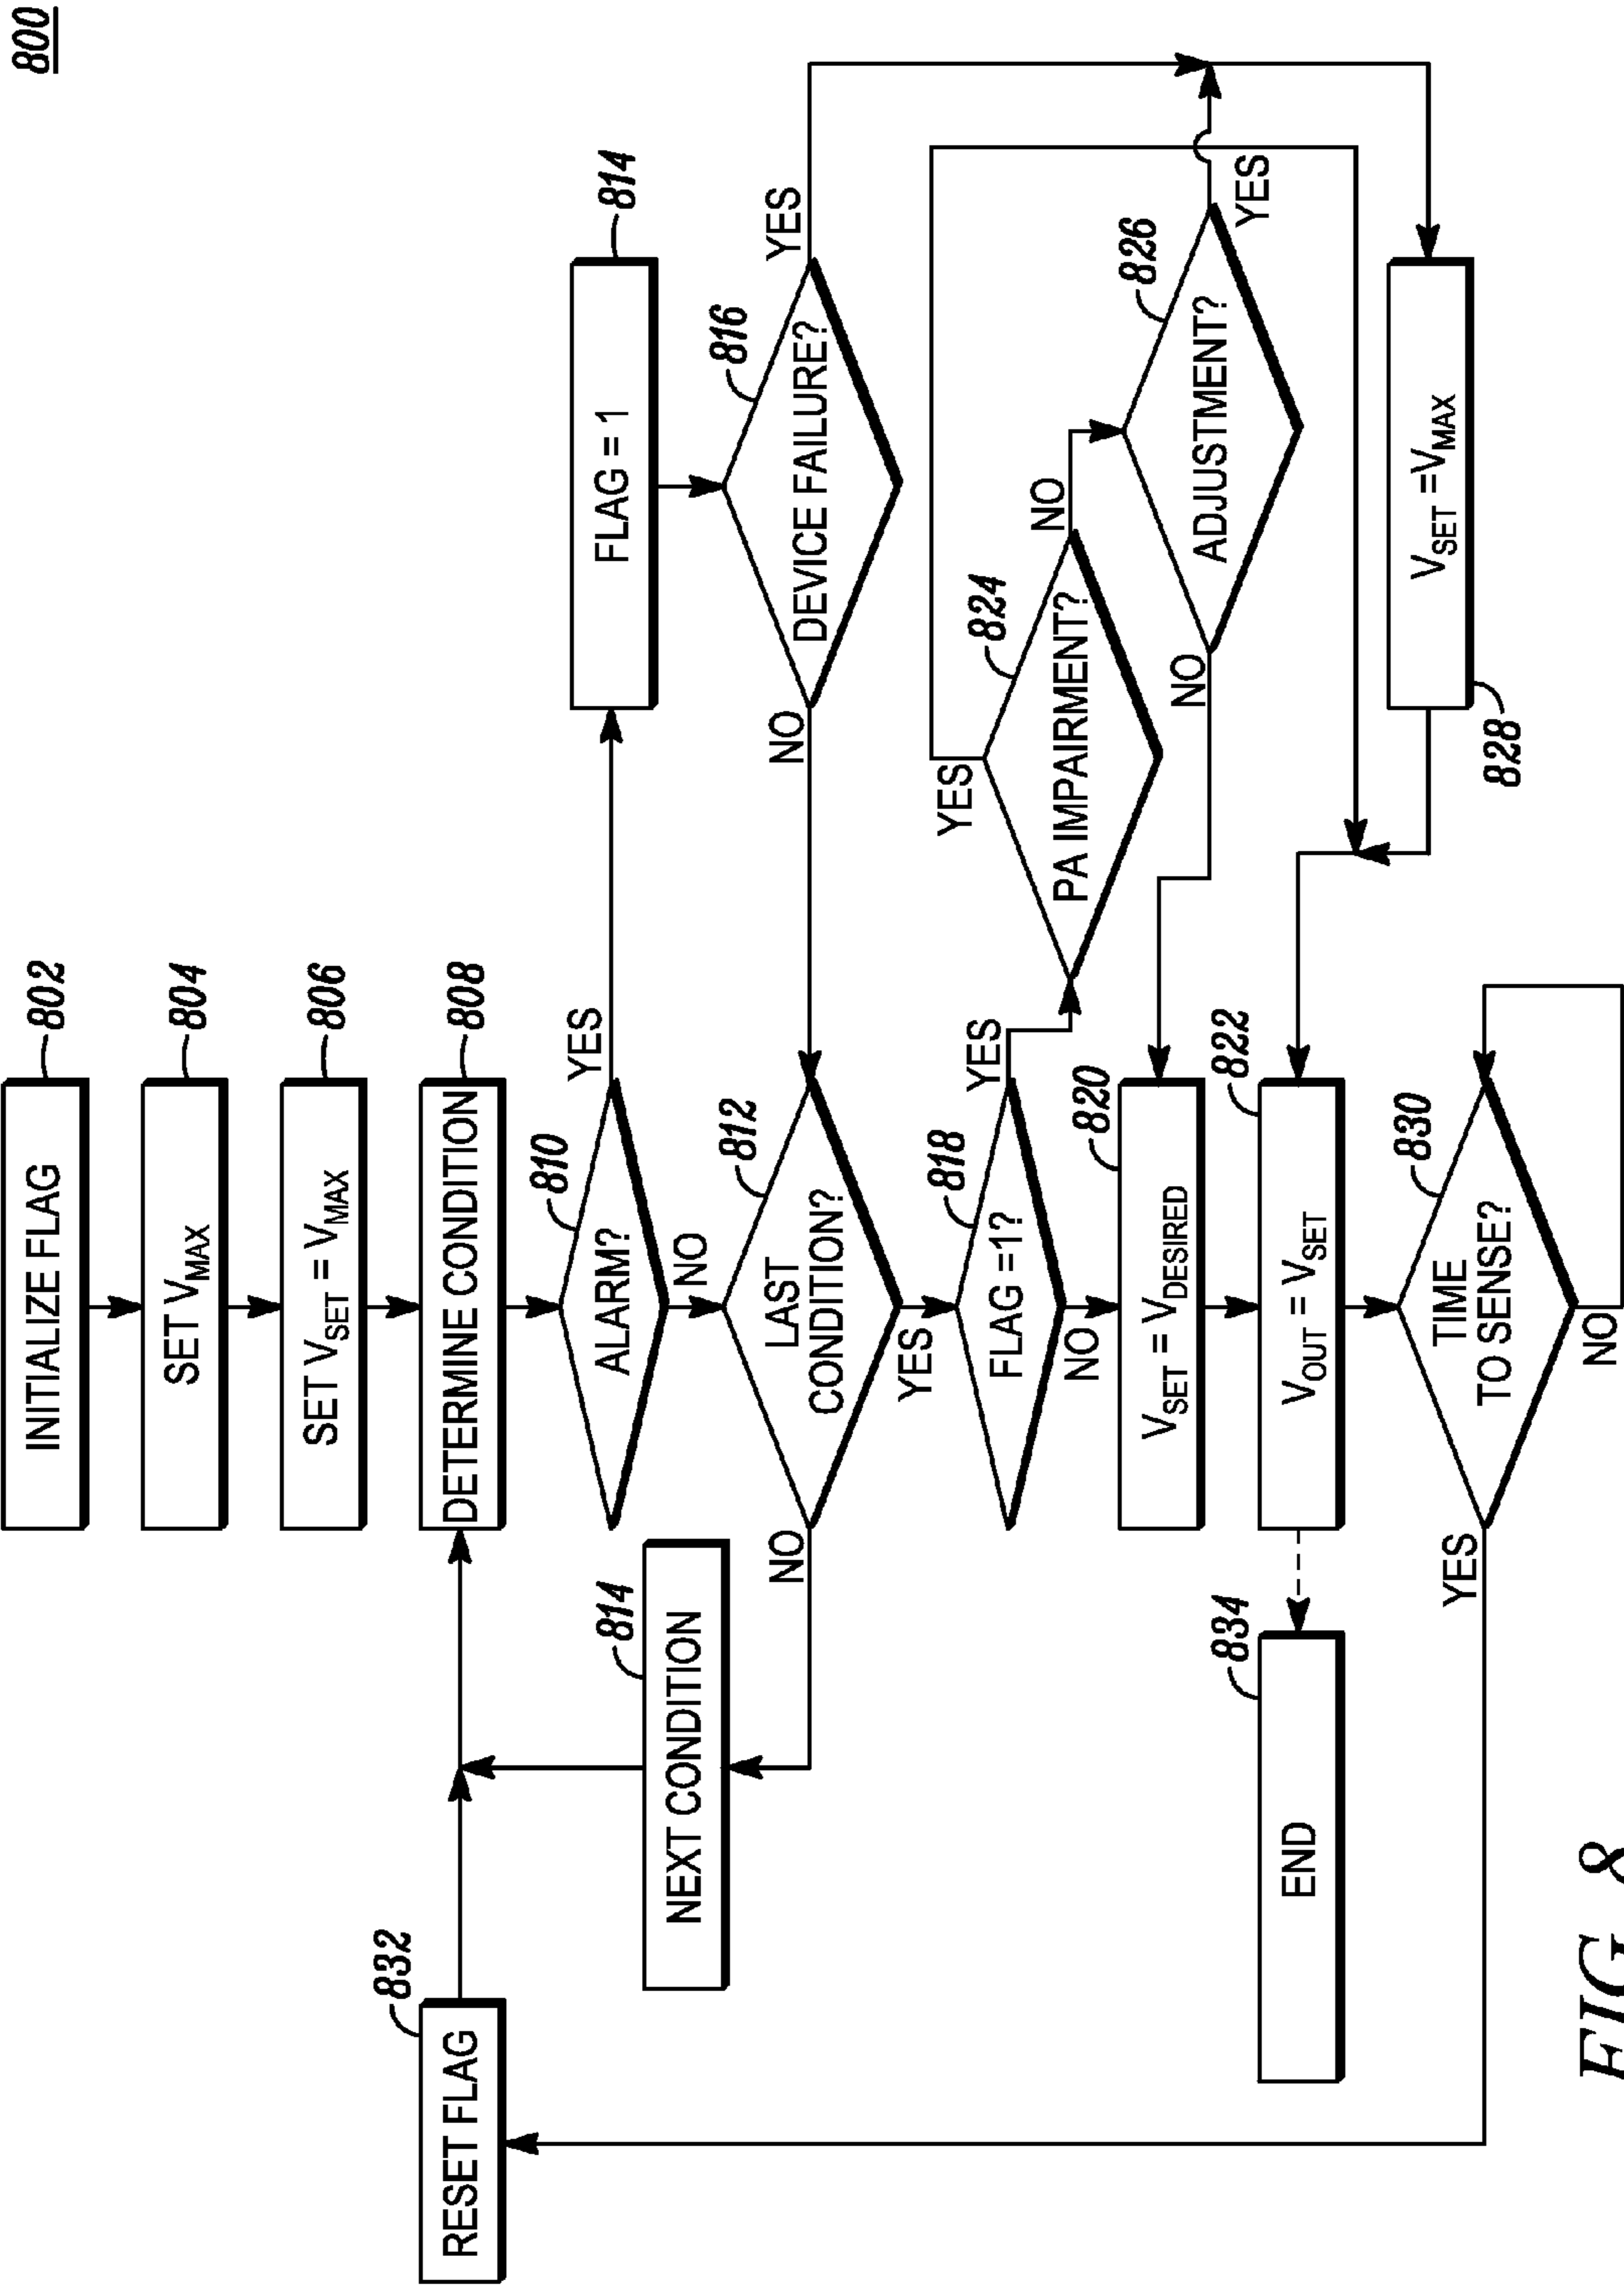 800
INITIALIZE FLAG
802
SET VMAX
804
SET VSET = VMAX
806
RESET FLAG
832
DETERMINE CONDITION
808
ALARM?
810
YES
NO
FLAG = 1
814
NEXT CONDITION
814
LAST
CONDITION?
812
NO
YES
DEVICE FAILURE?
816
NO
YES
FLAG =1?
818
YES
NO
PA IMPAIRMENT?
824
YES
NO
ADJUSTMENT?
826
NO
YES
VSET = VDESIRED
820
END
834
VOUT = VSET
822
VSET =VMAX
828
TIME
TO SENSE?
830
YES
NO
FIG. 8